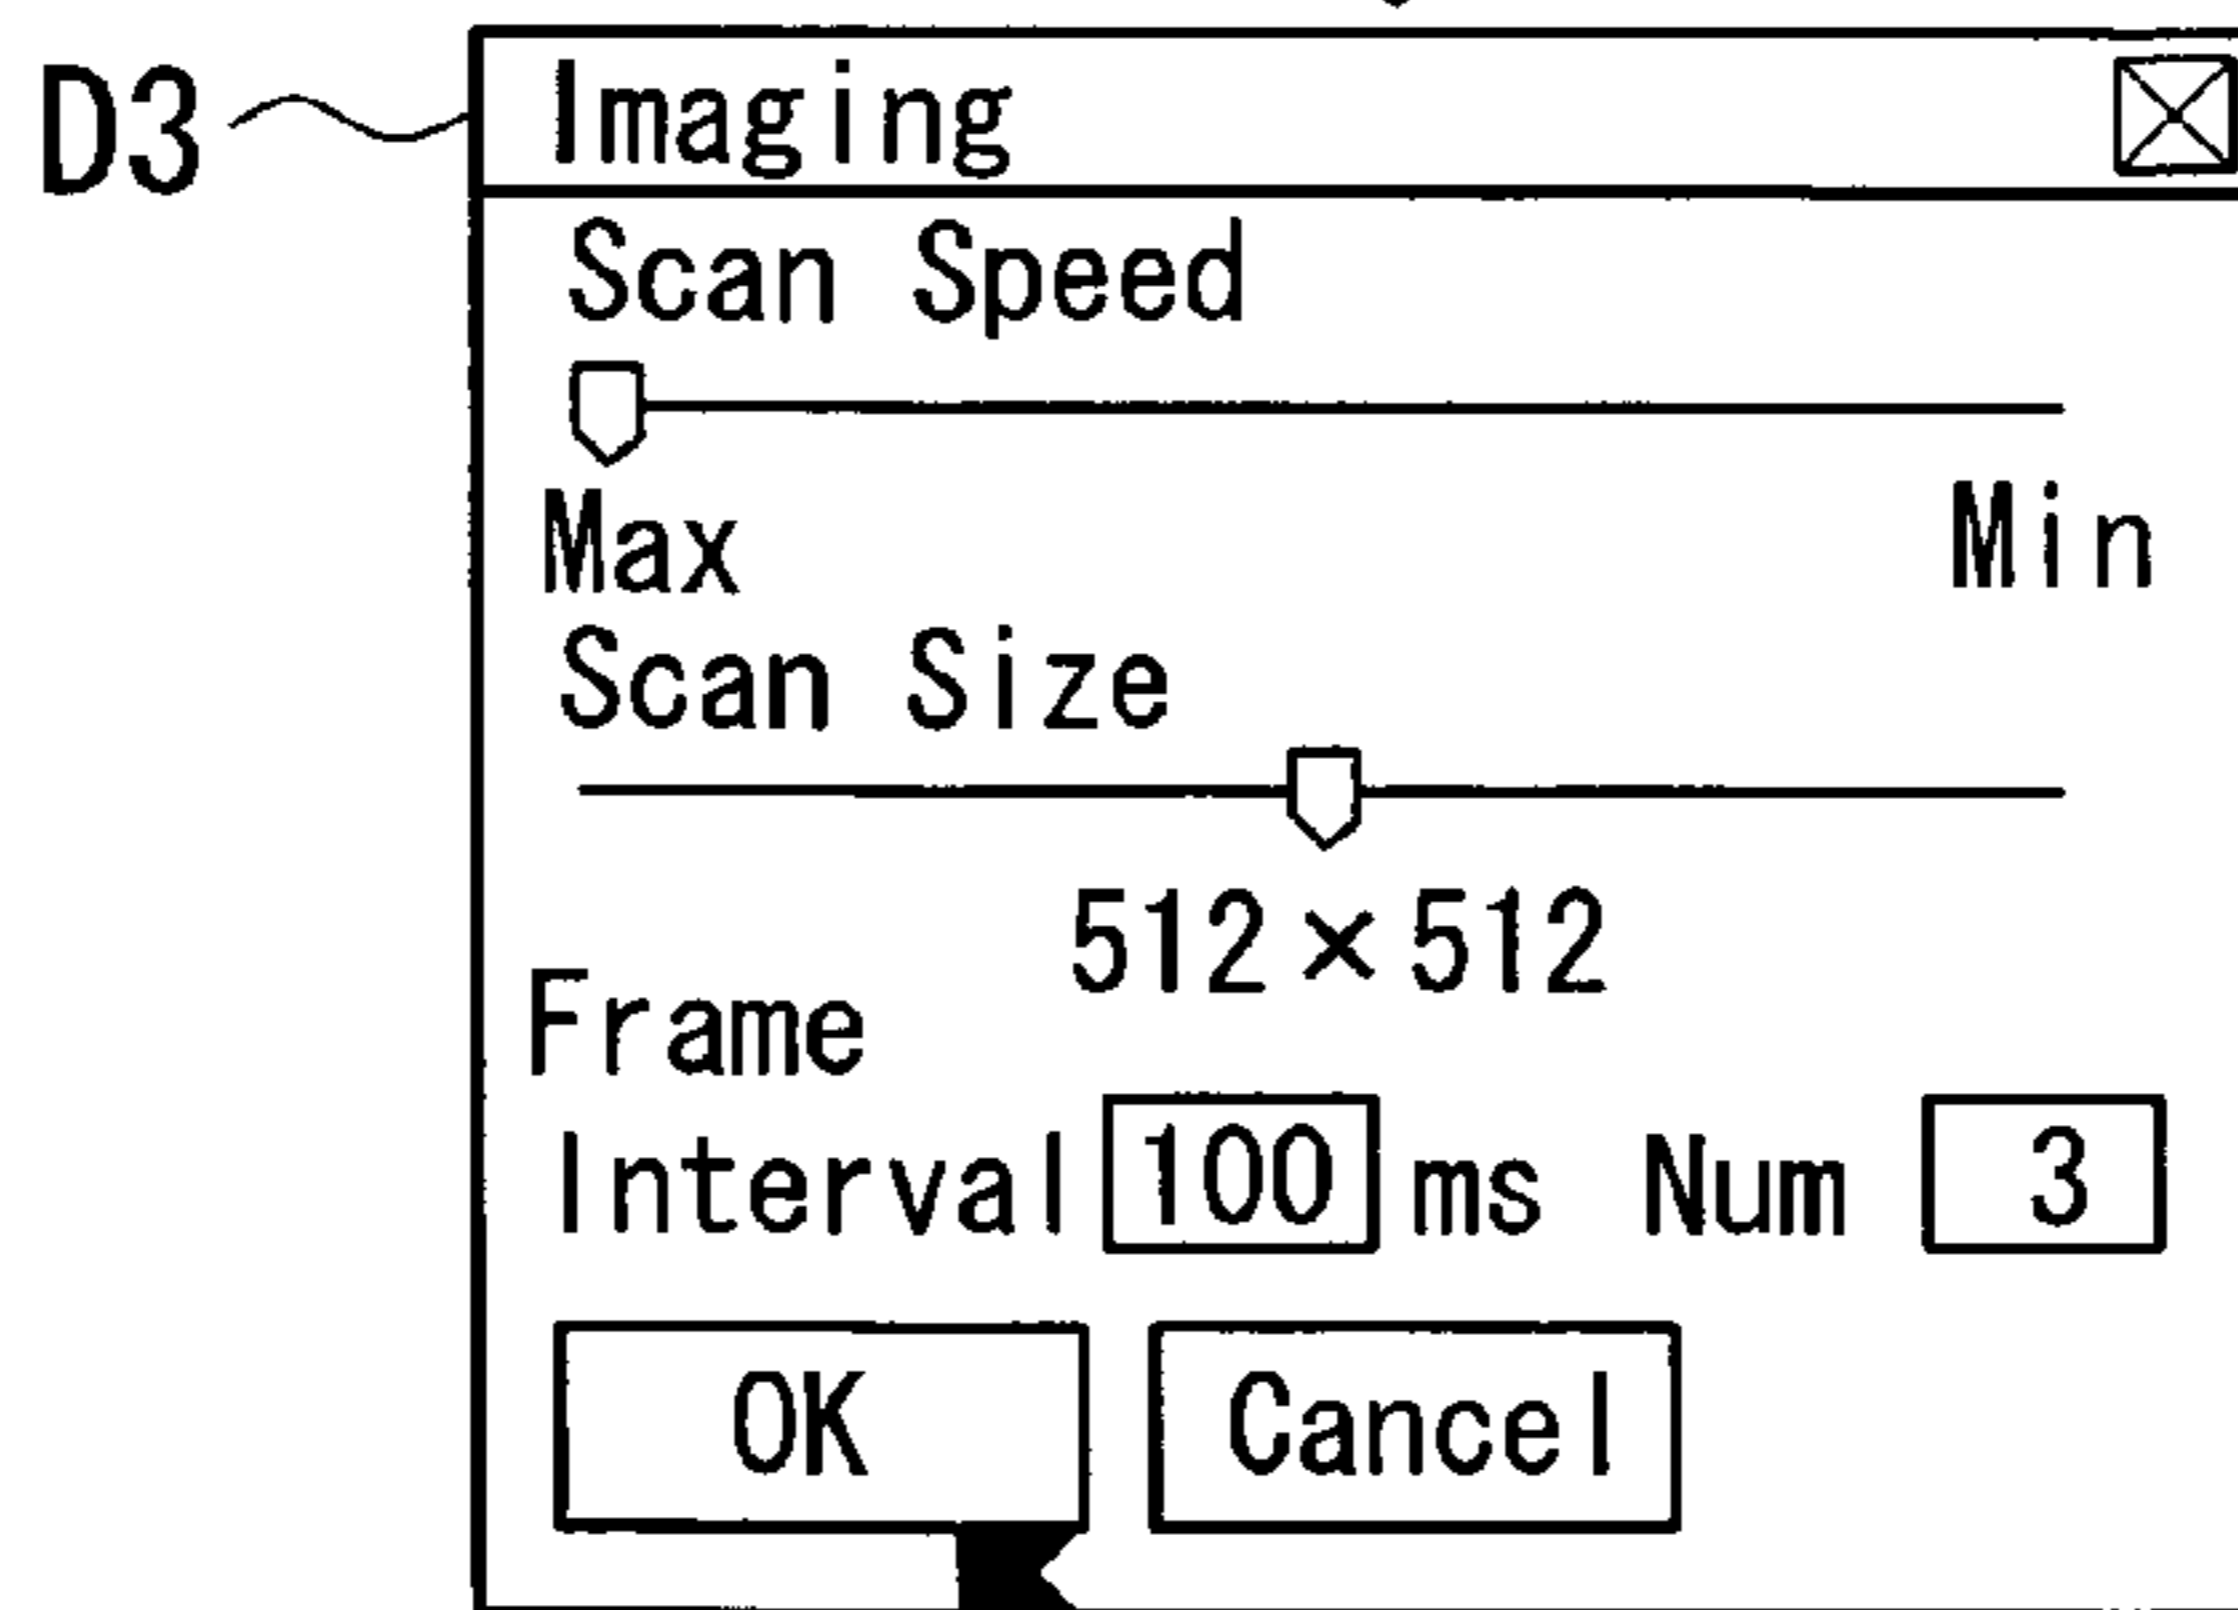 D3
Imaging
Scan Speed
Max Min
Scan Size
512×512
Frame
Interval 100 ms Num 3
OK Cancel